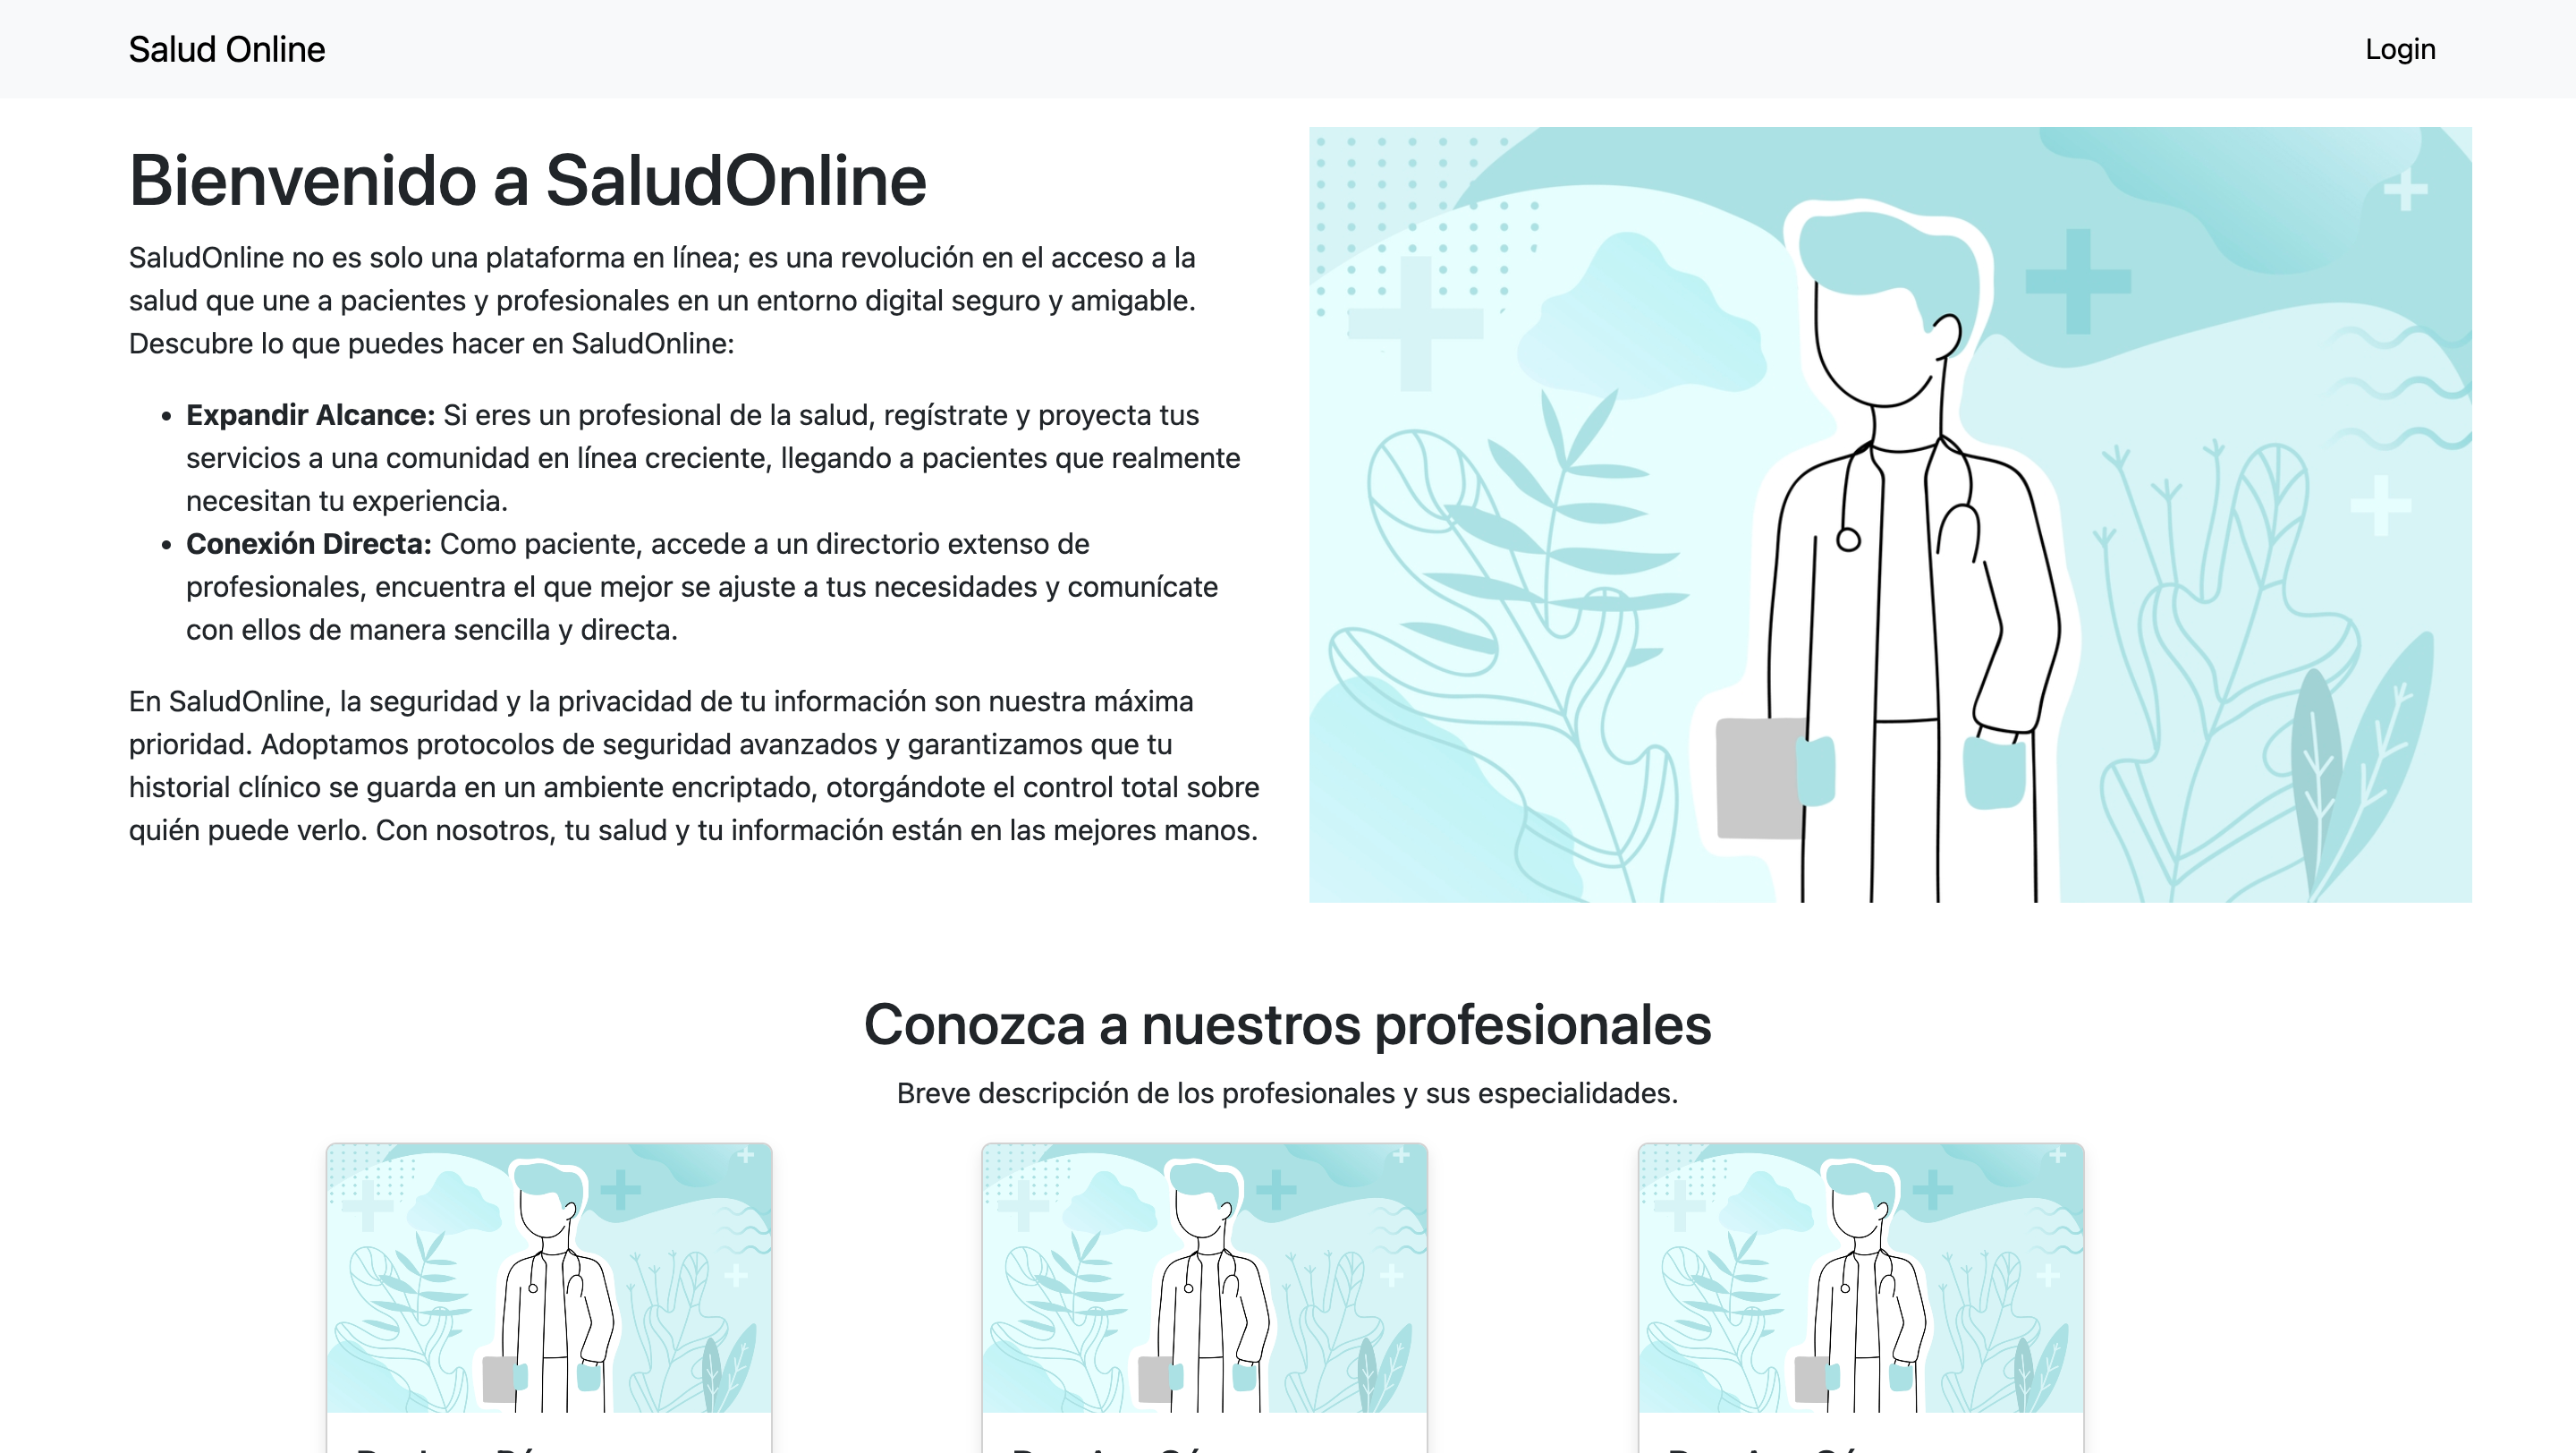 Salud Online
Login
Bienvenido a SaludOnline
SaludOnline no es solo una plataforma en línea; es una revolución en el acceso a la
salud que une a pacientes y profesionales en un entorno digital seguro y amigable.
Descubre lo que puedes hacer en SaludOnline:
• Expandir Alcance: Si eres un profesional de la salud, regístrate y proyecta tus
servicios a una comunidad en línea creciente, llegando a pacientes que realmente
necesitan tu experiencia.
• Conexión Directa: Como paciente, accede a un directorio extenso de
profesionales, encuentra el que mejor se ajuste a tus necesidades y comunícate
con ellos de manera sencilla y directa.
En SaludOnline, la seguridad y la privacidad de tu información son nuestra máxima
prioridad. Adoptamos protocolos de seguridad avanzados y garantizamos que tu
historial clínico se guarda en un ambiente encriptado, otorgándote el control total sobre
quién puede verlo. Con nosotros, tu salud y tu información están en las mejores manos.
Conozca a nuestros profesionales
Breve descripción de los profesionales y sus especialidades.